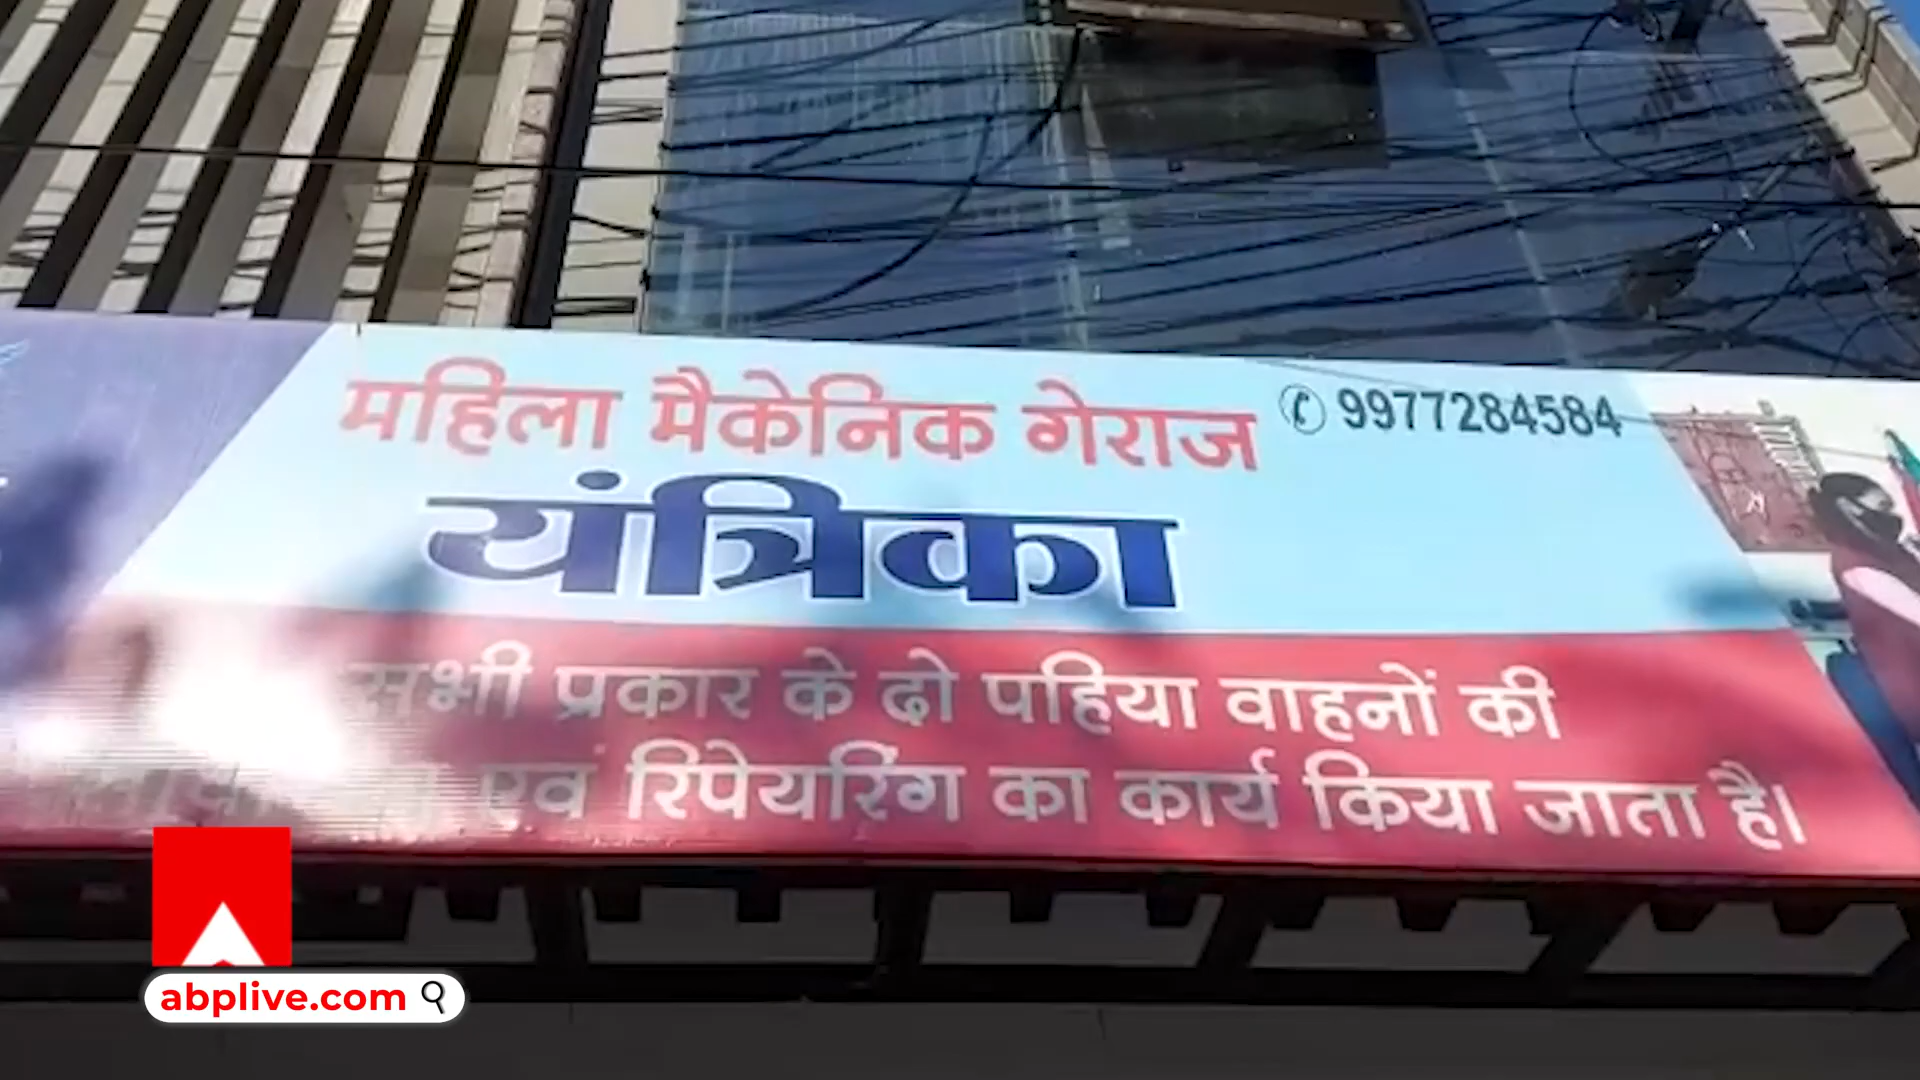 महिला मैकेनिक गेराज
✆ 9977284584
यंत्रिका
सभी प्रकार के दो पहिया वाहनों की
एवं रिपेयरिंग का कार्य किया जाता है।
abplive.com